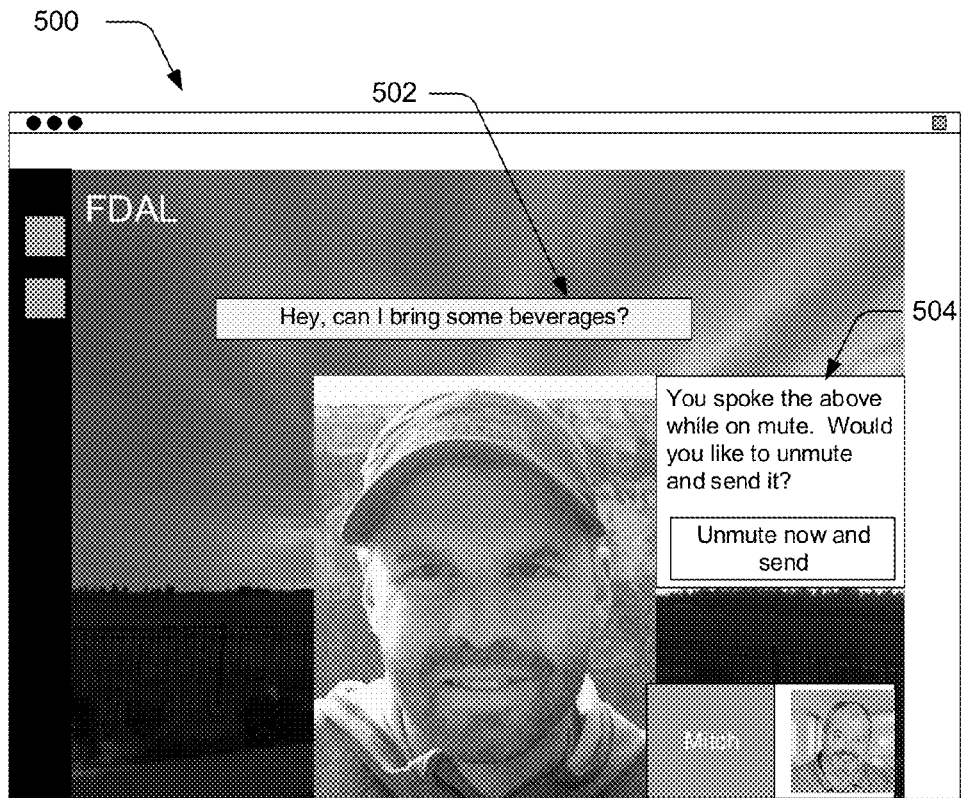 500
502
FDAL
Hey, can I bring some beverages?
504
You spoke the above
while on mute. Would
you like to unmute
and send it?
Unmute now and
send